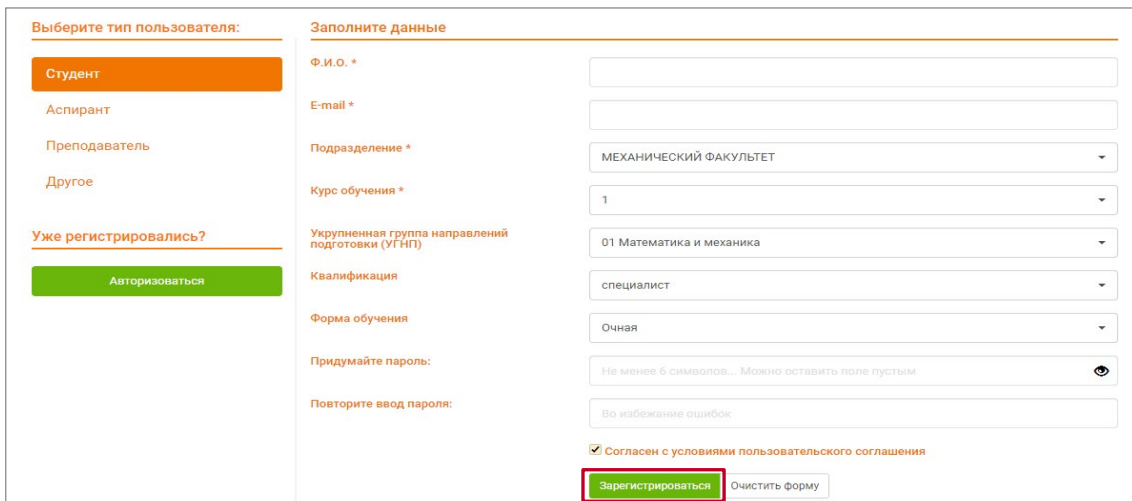 Выберите тип пользователя:
Студент
Аспирант
Преподаватель
Другое
Уже регистрировались?
Авторизоваться
Заполните данные
Ф.И.О. *
E-mail *
Подразделение *
МЕХАНИЧЕСКИЙ ФАКУЛЬТЕТ
Курс обучения *
1
Укрупненная группа направлений
подготовки (УГНП)
01 Математика и механика
Квалификация
специалист
Форма обучения
Очная
Придумайте пароль:
Не менее 6 символов... Можно оставить поле пустым
Повторите ввод пароля:
Во избежание ошибок
Согласен с условиями пользовательского соглашения
Зарегистрироваться
Очистить форму